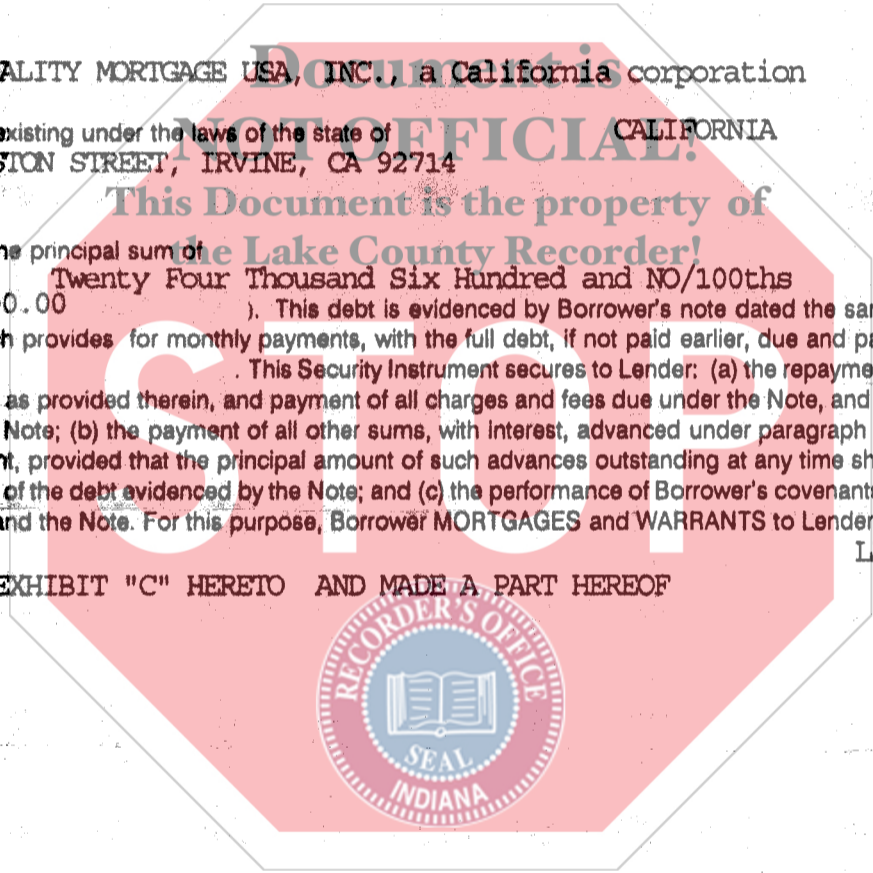 Document is
ALITY MORTGAGE USA, INC., a California corporation
existing under the laws of the state of CALIFORNIA
NOT OFFICIAL!
STON STREET, IRVINE, CA 92714
This Document is the property of
the Lake County Recorder!
he principal sum of
Twenty Four Thousand Six Hundred and NO/100ths
0.00 ). This debt is evidenced by Borrower's note dated the sa
h provides for monthly payments, with the full debt, if not paid earlier, due and pa
. This Security Instrument secures to Lender: (a) the repayme
as provided therein, and payment of all charges and fees due under the Note, and
Note; (b) the payment of all other sums, with interest, advanced under paragraph
nt, provided that the principal amount of such advances outstanding at any time sh
of the debt evidenced by the Note; and (c) the performance of Borrower's covenants
and the Note. For this purpose, Borrower MORTGAGES and WARRANTS to Lender
L
EXHIBIT "C" HERETO AND MADE A PART HEREOF
STOP
RECORDER'S OFFICE
SEAL
INDIANA